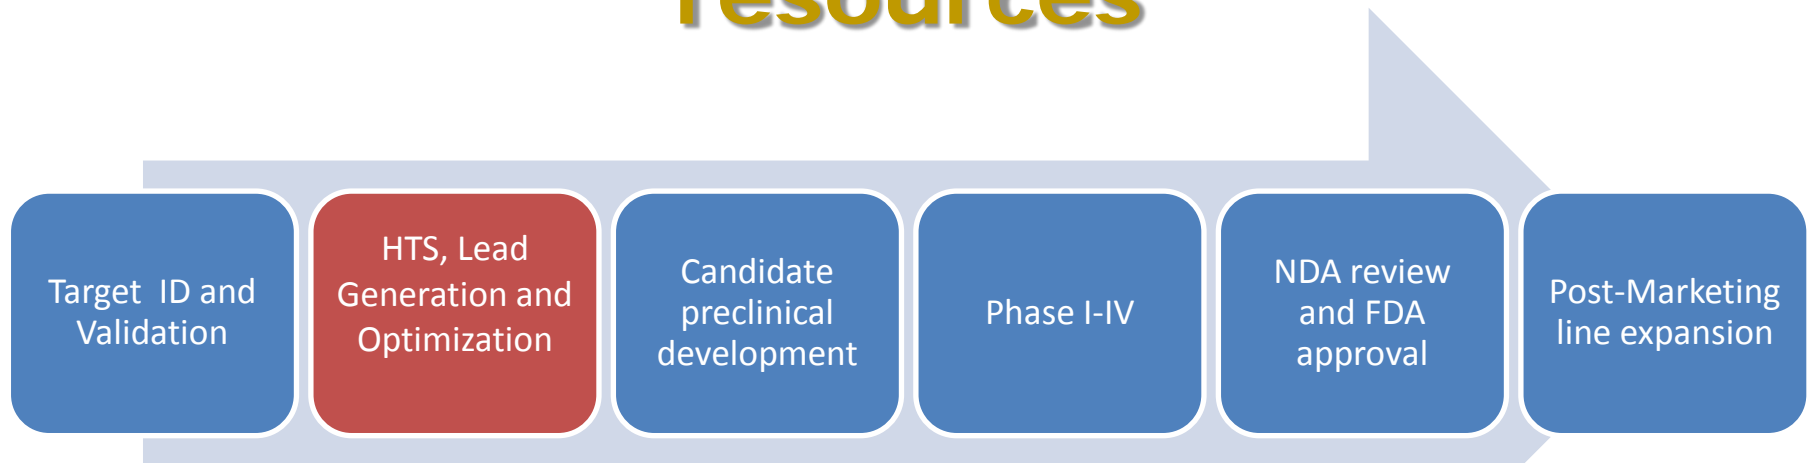 resources
Target  ID and
Validation
HTS, Lead
Generation and
Optimization
Candidate
preclinical
development
Phase I-IV
NDA review
and FDA
approval
Post-Marketing
line expansion